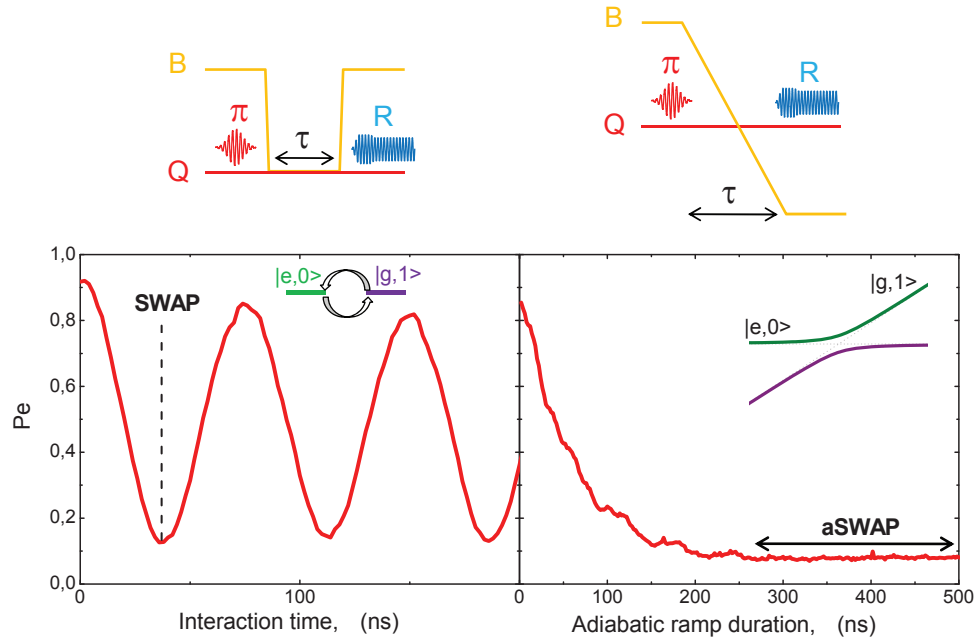 B
π
R
τ
Q
B
π
R
Q
τ
1,0
0,8
0,6
0,4
0,2
0,0
Pe
SWAP
|e,0>
|g,1>
100
Interaction time, (ns)
|g,1>
|e,0>
aSWAP
0
100
200
300
400
500
Adiabatic ramp duration, (ns)